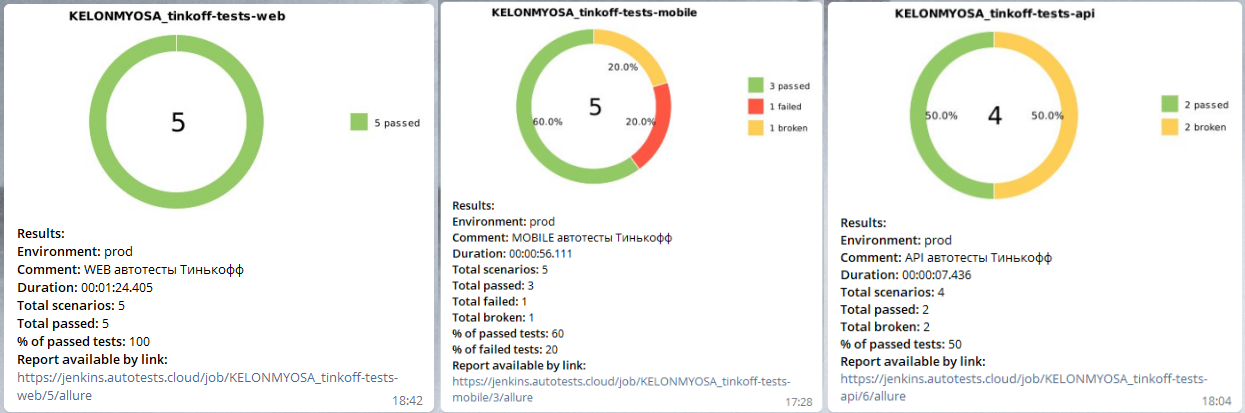 KELONMYOSA_tinkoff-tests-web
5
5 passed
Results:
Environment: prod
Comment: WEB автотесты Тинькофф
Duration: 00:01:24.405
Total scenarios: 5
Total passed: 5
% of passed tests: 100
Report available by link:
https://jenkins.autotests.cloud/job/KELONMYOSA_tinkoff-tests-
web/5/allure
18:42
KELONMYOSA_tinkoff-tests-mobile
20.0%
3 passed
5
1 failed
60.0%
20.0%
1 broken
Results:
Environment: prod
Comment: MOBILE автотесты Тинькофф
Duration: 00:00:56.111
Total scenarios: 5
Total passed: 3
Total failed: 1
Total broken: 1
% of passed tests: 60
% of failed tests: 20
Report available by link:
https://jenkins.autotests.cloud/job/KELONMYOSA_tinkoff-tests-
mobile/3/allure
17:28
KELONMYOSA_tinkoff-tests-api
2 passed
50.0%
4
50.0%
2 broken
Results:
Environment: prod
Comment: API автотесты Тинькофф
Duration: 00:00:07.436
Total scenarios: 4
Total passed: 2
Total broken: 2
% of passed tests: 50
Report available by link:
https://jenkins.autotests.cloud/job/KELONMYOSA_tinkoff-tests-
api/6/allure
18:04